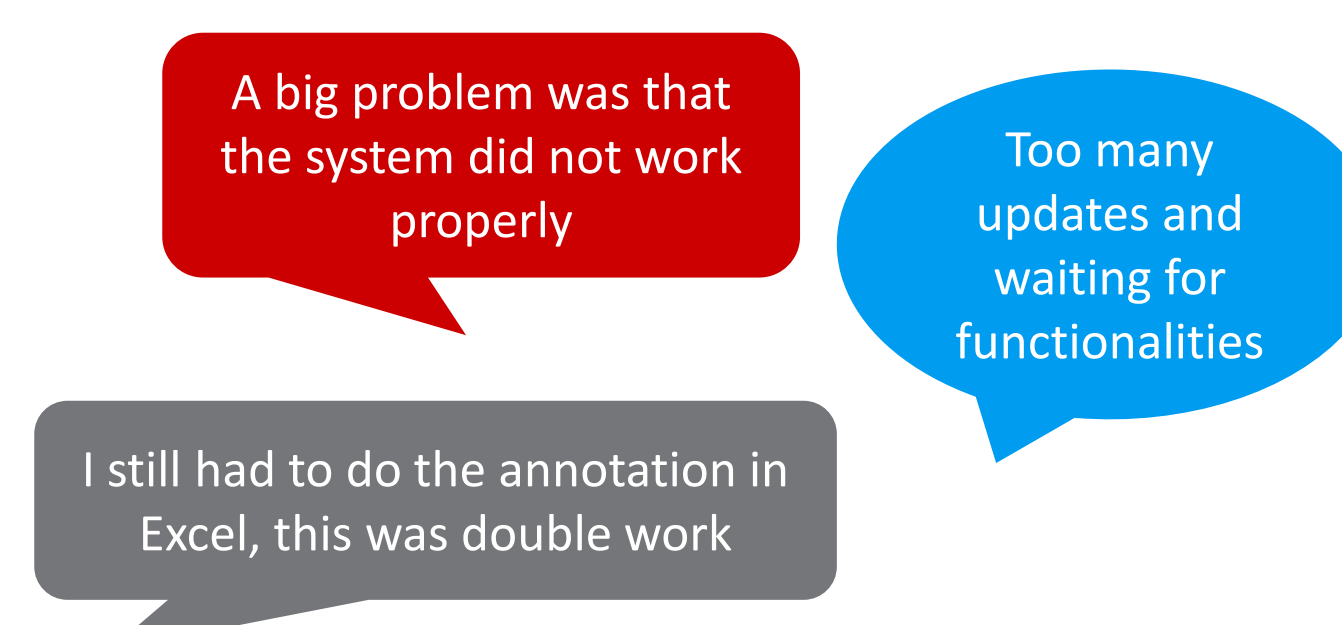 A big problem was that
the system did not work
properly
Too many
updates and
waiting for
functionalities
I still had to do the annotation in
Excel, this was double work